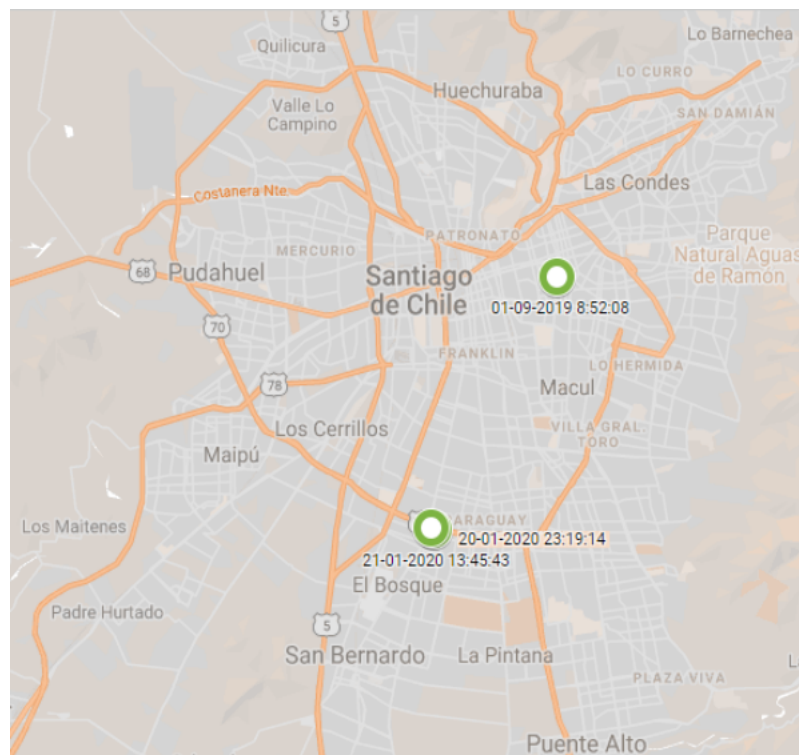 5
Lo Barnechea
Quilicura
LO CURRO
Huechuraba
Valle Lo
Campino
SAN DAMIÁN
Las Condes
Costanera Nte
PATRONATO
Parque
Natural Aguas
de Ramón
MERCURIO
68
Pudahuel
Santiago
de Chile
01-09-2019 8:52:08
70
FRANKLIN
LO HERMIDA
78
Macul
Los Cerrillos
VILLA GRAL.
TORO
Maipú
Los Maitenes
ARAGUAY
20-01-2020 23:19:14
21-01-2020 13:45:43
El Bosque
Padre Hurtado
5
San Bernardo
La Pintana
L
PLAZA VIVA
Puente Alto